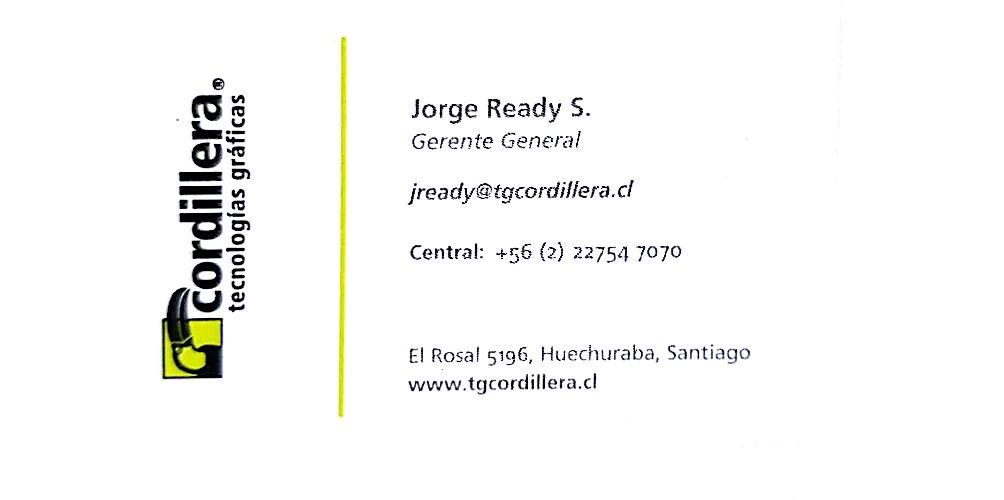 cordillera®
tecnologías gráficas
Jorge Ready S.
Gerente General
jready@tgcordillera.cl
Central: +56 (2) 22754 7070
El Rosal 5196, Huechuraba, Santiago
www.tgcordillera.cl